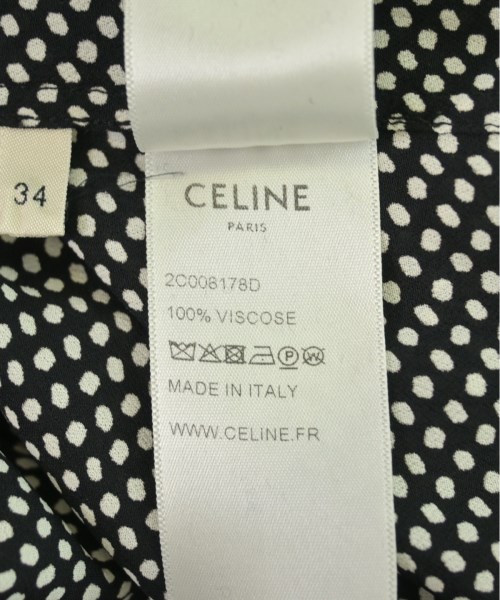 34
CELINE
PARIS
2C008178D
100% VISCOSE
P W
MADE IN ITALY
WWW.CELINE.FR